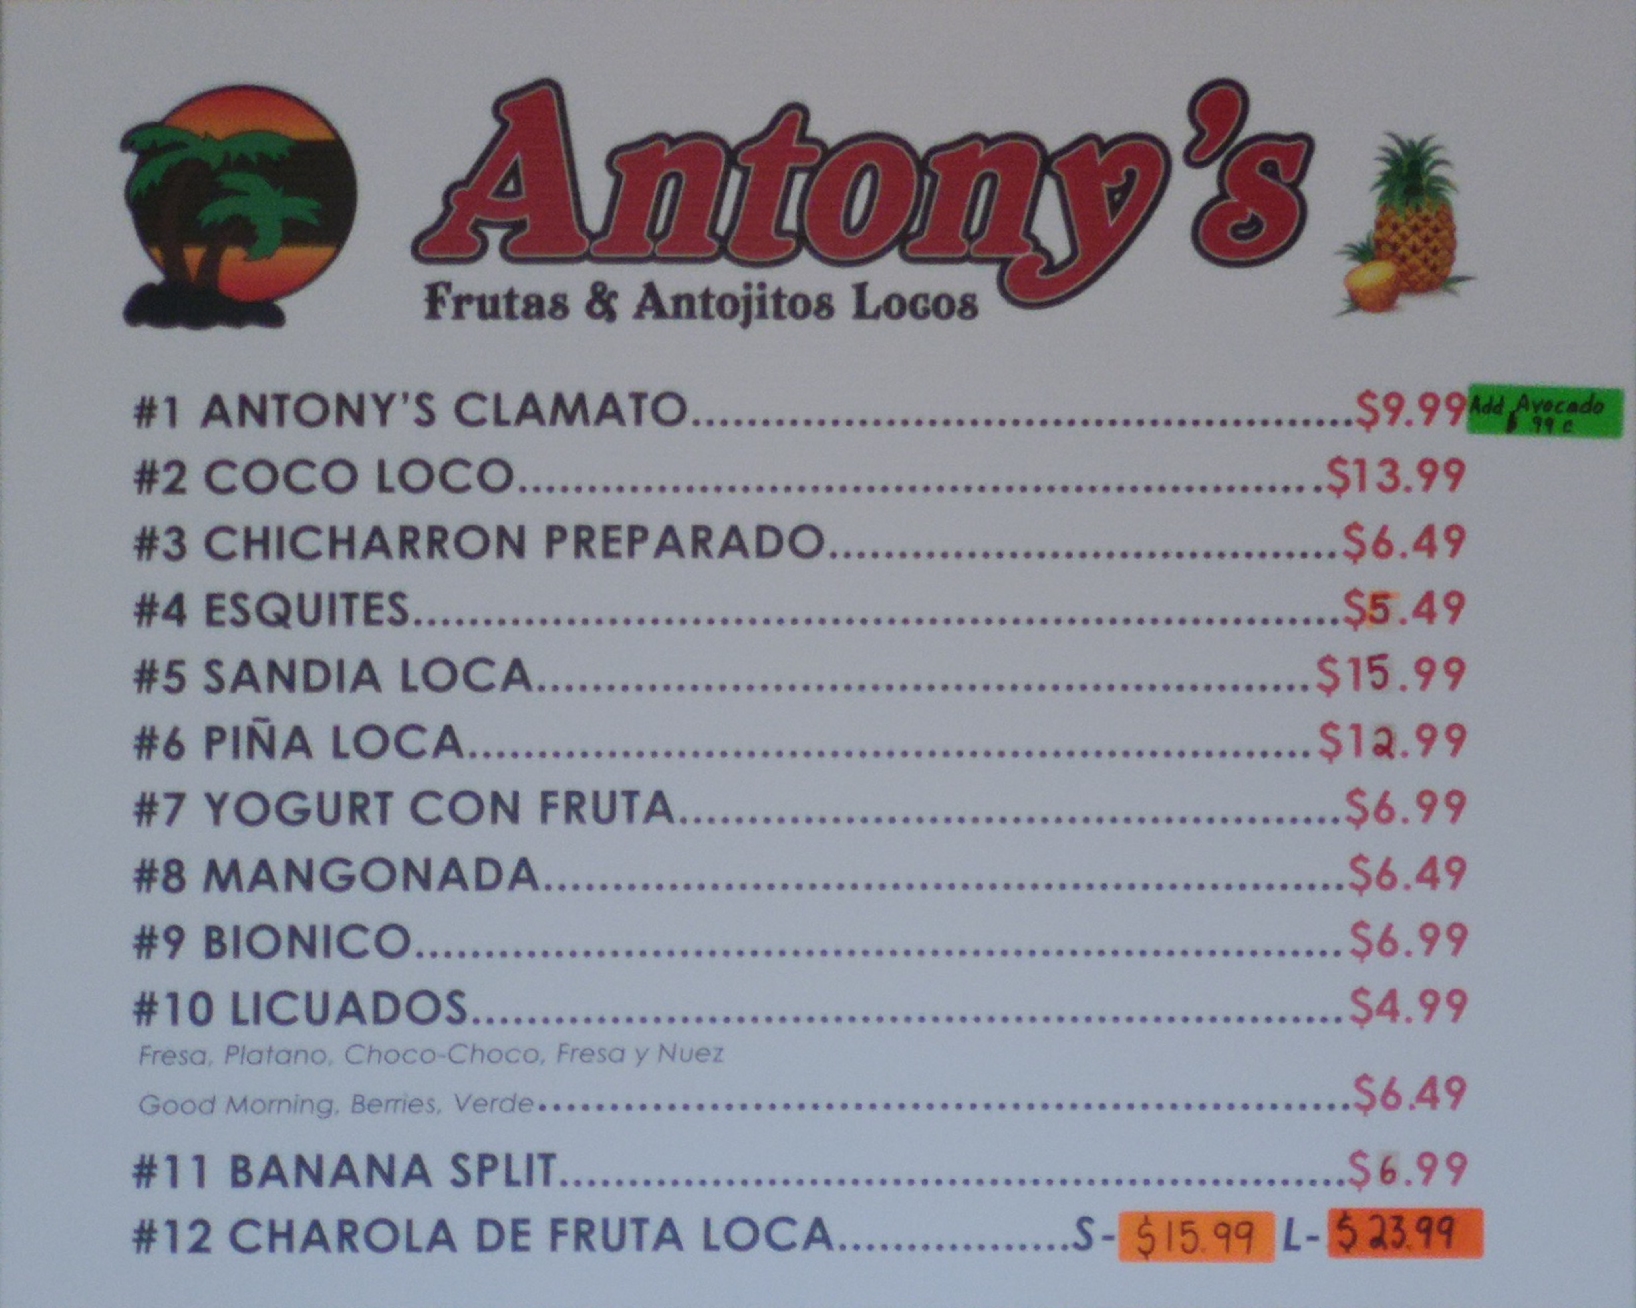 Antony's
Frutas & Antojitos Locos
#1 ANTONY'S CLAMATO....................$9.99 Add Avocado $ 99 c
#2 COCO LOCO....................$13.99
#3 CHICHARRON PREPARADO....................$6.49
#4 ESQUITES....................$5.49
#5 SANDIA LOCA....................$15.99
#6 PIÑA LOCA....................$12.99
#7 YOGURT CON FRUTA....................$6.99
#8 MANGONADA....................$6.49
#9 BIONICO....................$6.99
#10 LICUADOS....................$4.99
Fresa, Platano, Choco-Choco, Fresa y Nuez
Good Morning, Berries, Verde....................$6.49
#11 BANANA SPLIT....................$6.99
#12 CHAROLA DE FRUTA LOCA.................S-$15.99 L-$23.99